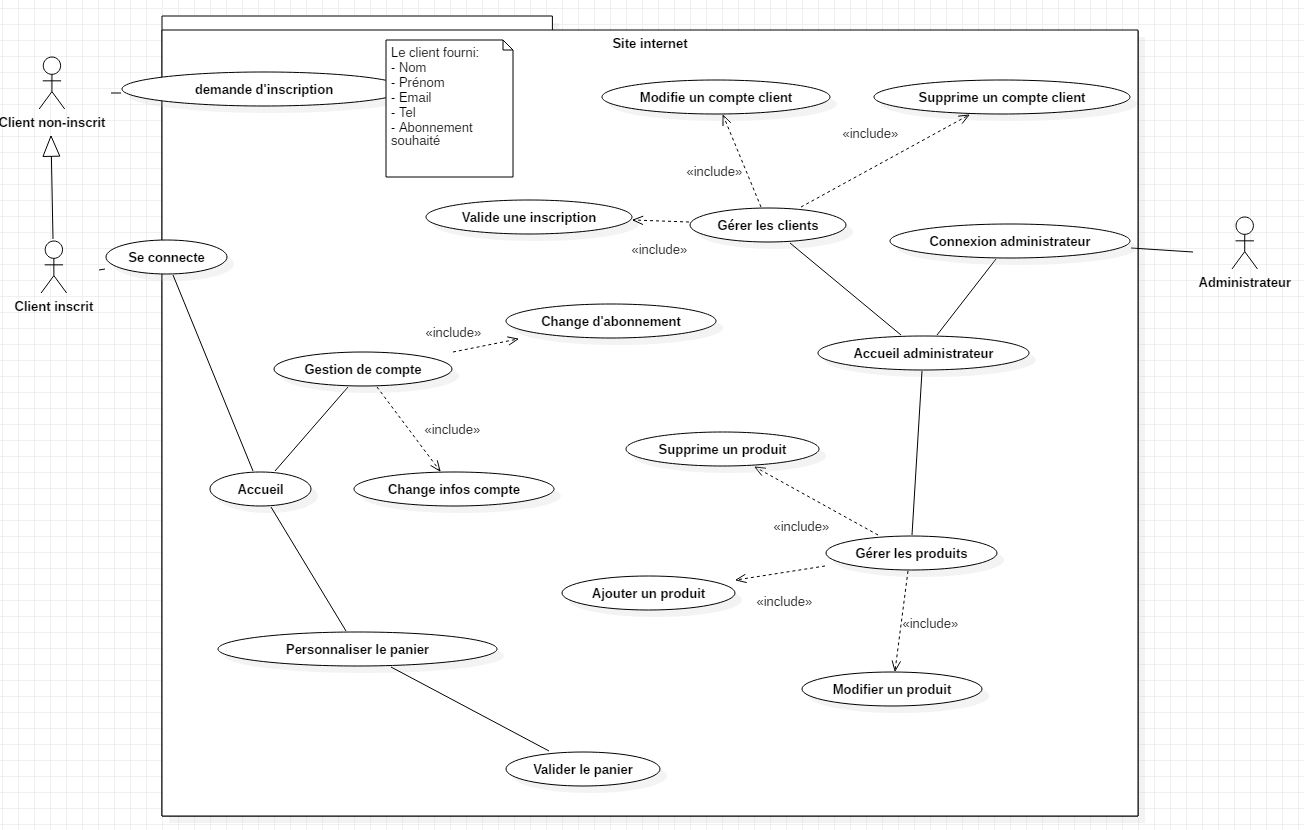 Site internet
Le client fourni:
- Nom
- Prénom
- Email
- Tel
- Abonnement
souhaité
demande d'inscription
Client non-inscrit
Modifie un compte client
Supprime un compte client
«include»
«include»
Valide une inscription
Gérer les clients
«include»
Connexion administrateur
Administrateur
Se connecte
Client inscrit
Change d'abonnement
«include»
Gestion de compte
Accueil administrateur
«include»
Supprime un produit
Accueil
Change infos compte
«include»
Gérer les produits
Ajouter un produit
«include»
«include»
Personnaliser le panier
Modifier un produit
Valider le panier